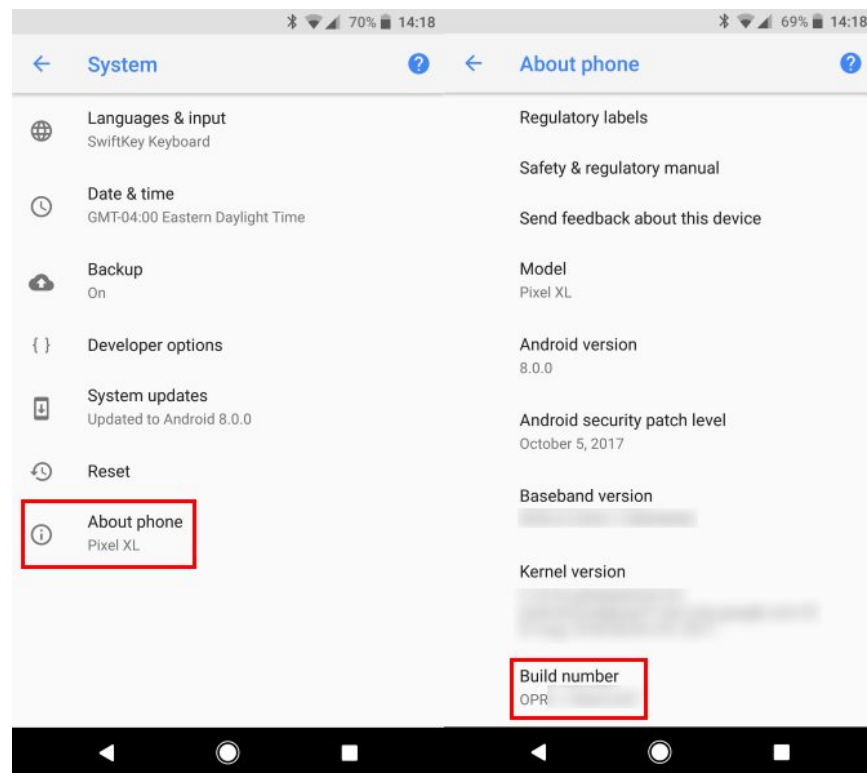 70% 14:18
System
Languages & input
SwiftKey Keyboard
Date & time
GMT-04:00 Eastern Daylight Time
Backup
On
{ } Developer options
System updates
Updated to Android 8.0.0
Reset
About phone
Pixel XL
69% 14:18
About phone
Regulatory labels
Safety & regulatory manual
Send feedback about this device
Model
Pixel XL
Android version
8.0.0
Android security patch level
October 5, 2017
Baseband version
Kernel version
Build number
OPR